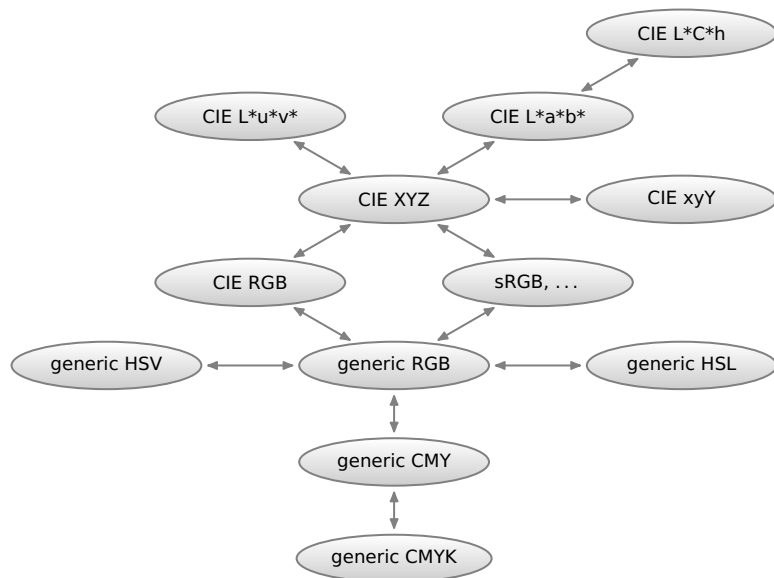 CIE L*C*h
CIE L*u*v*
CIE L*a*b*
CIE XYZ
CIE xyY
CIE RGB
sRGB, . . .
generic HSV
generic RGB
generic HSL
generic CMY
generic CMYK